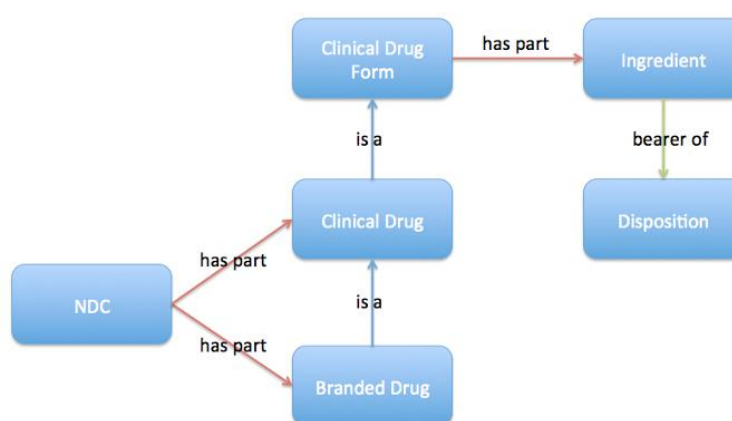 Clinical Drug
Form
has part
Ingredient
is a
bearer of
Clinical Drug
Disposition
has part
NDC
is a
has part
Branded Drug